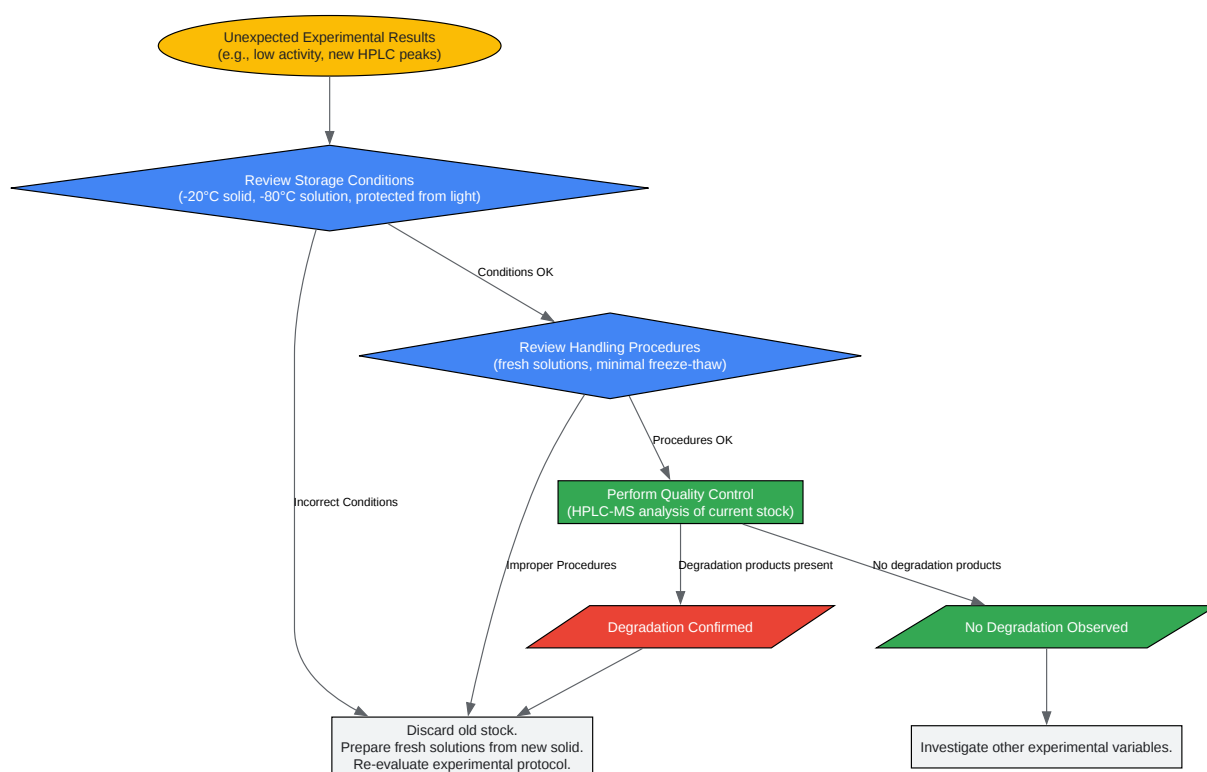 Unexpected Experimental Results
(e.g., low activity, new HPLC peaks)
Review Storage Conditions
(-20°C solid, -80°C solution, protected from light)
Conditions OK
Review Handling Procedures
(fresh solutions, minimal freeze-thaw)
Procedures OK
Perform Quality Control
(HPLC-MS analysis of current stock)
Incorrect Conditions
Improper Procedures
Degradation products present
No degradation products
Degradation Confirmed
No Degradation Observed
Discard old stock.
Prepare fresh solutions from new solid.
Re-evaluate experimental protocol.
Investigate other experimental variables.